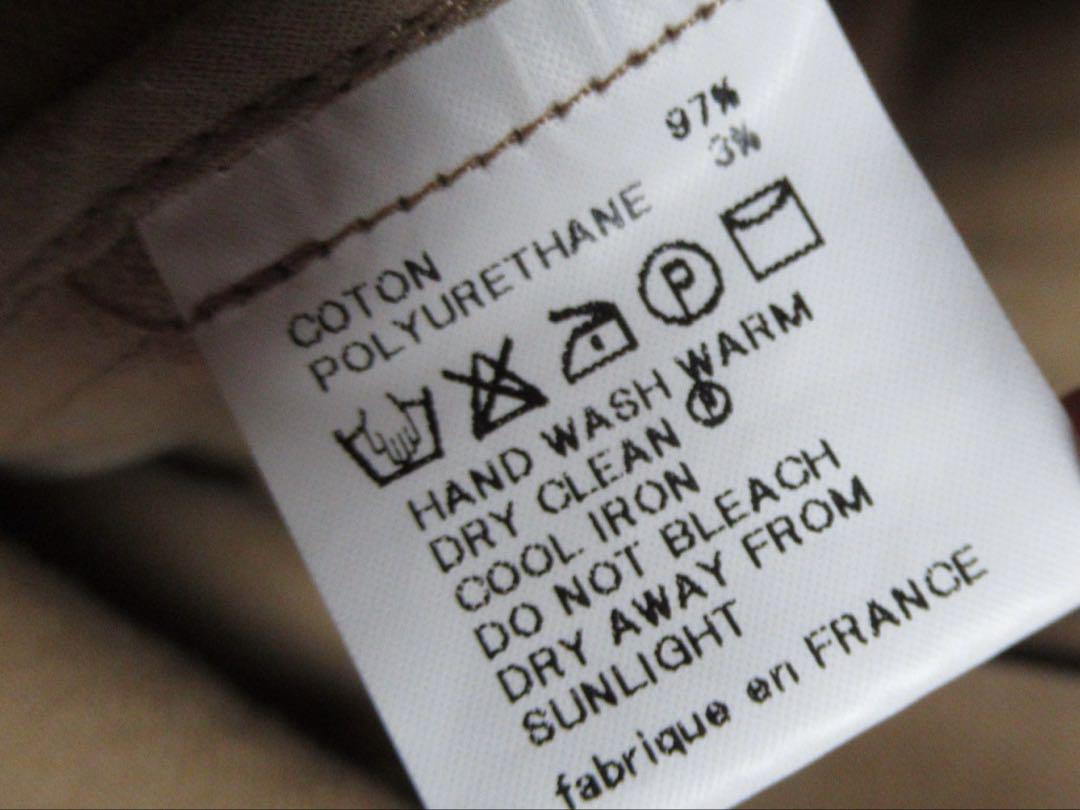 COTON 97%
POLYURETHANE 3%
P
HAND WASH WARM
DRY CLEAN P
COOL IRON
DO NOT BLEACH
DRY AWAY FROM
SUNLIGHT
fabrique en FRANCE